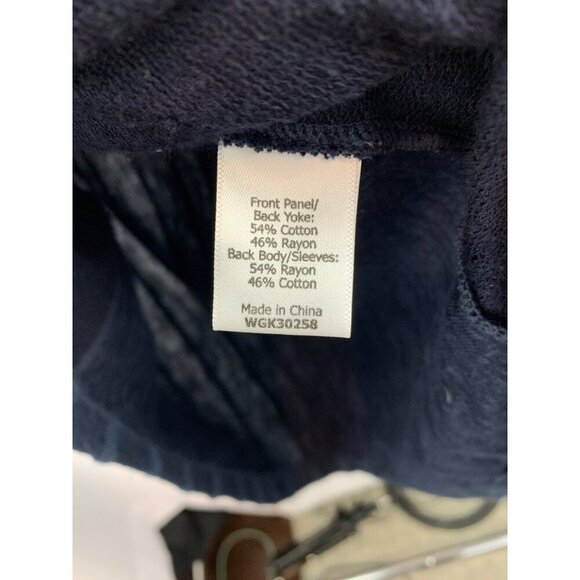 Front Panel/
Back Yoke:
54% Cotton
46% Rayon
Back Body/Sleeves:
54% Rayon
46% Cotton
Made in China
WGK30258